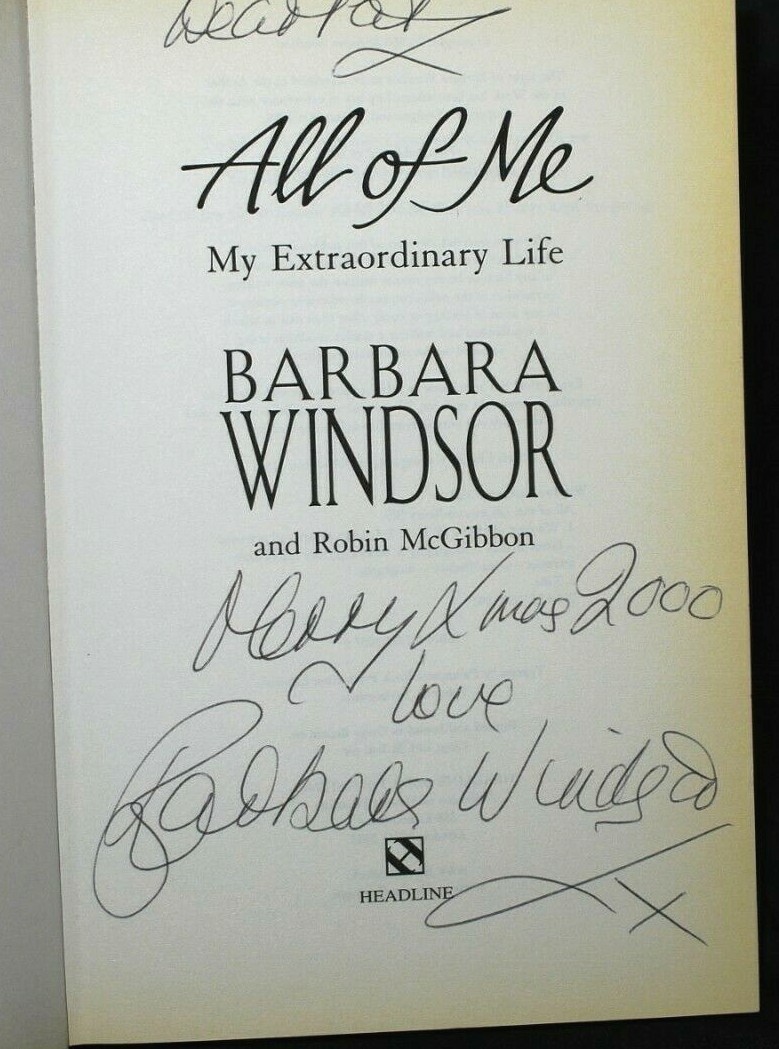 Dear Pat
All of Me
My Extraordinary Life
BARBARA
WINDSOR
and Robin McGibbon
Merry Xmas 2000
love
Barbara Windsor
HEADLINE
X